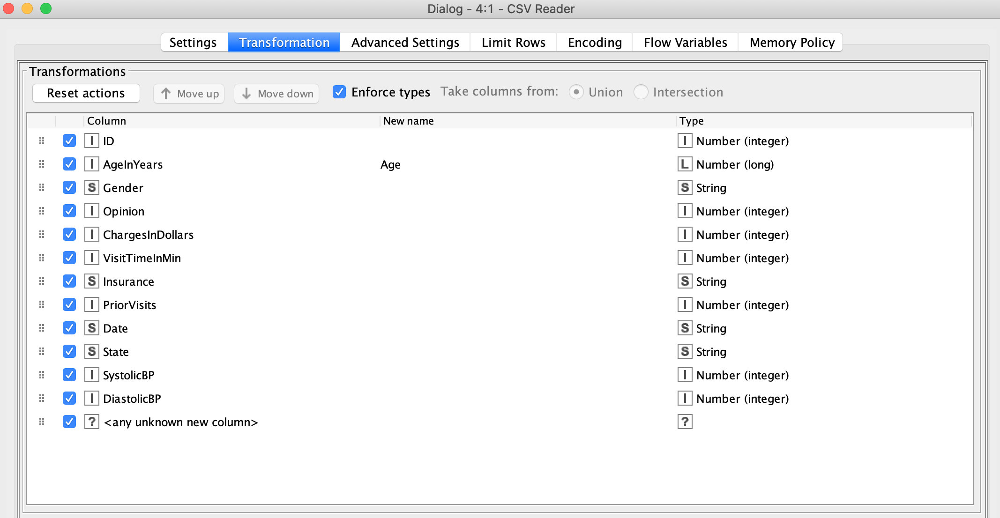 Dialog - 4:1 - CSV Reader
Settings Transformation Advanced Settings Limit Rows Encoding Flow Variables Memory Policy
Transformations
Reset actions Move up Move down Enforce types Take columns from: Union Intersection
Column New name Type
I ID I Number (integer)
I AgeInYears Age L Number (long)
S Gender S String
I Opinion I Number (integer)
I ChargesInDollars I Number (integer)
I VisitTimeInMin I Number (integer)
S Insurance S String
I PriorVisits I Number (integer)
S Date S String
S State S String
I SystolicBP I Number (integer)
I DiastolicBP I Number (integer)
? <any unknown new column> ?